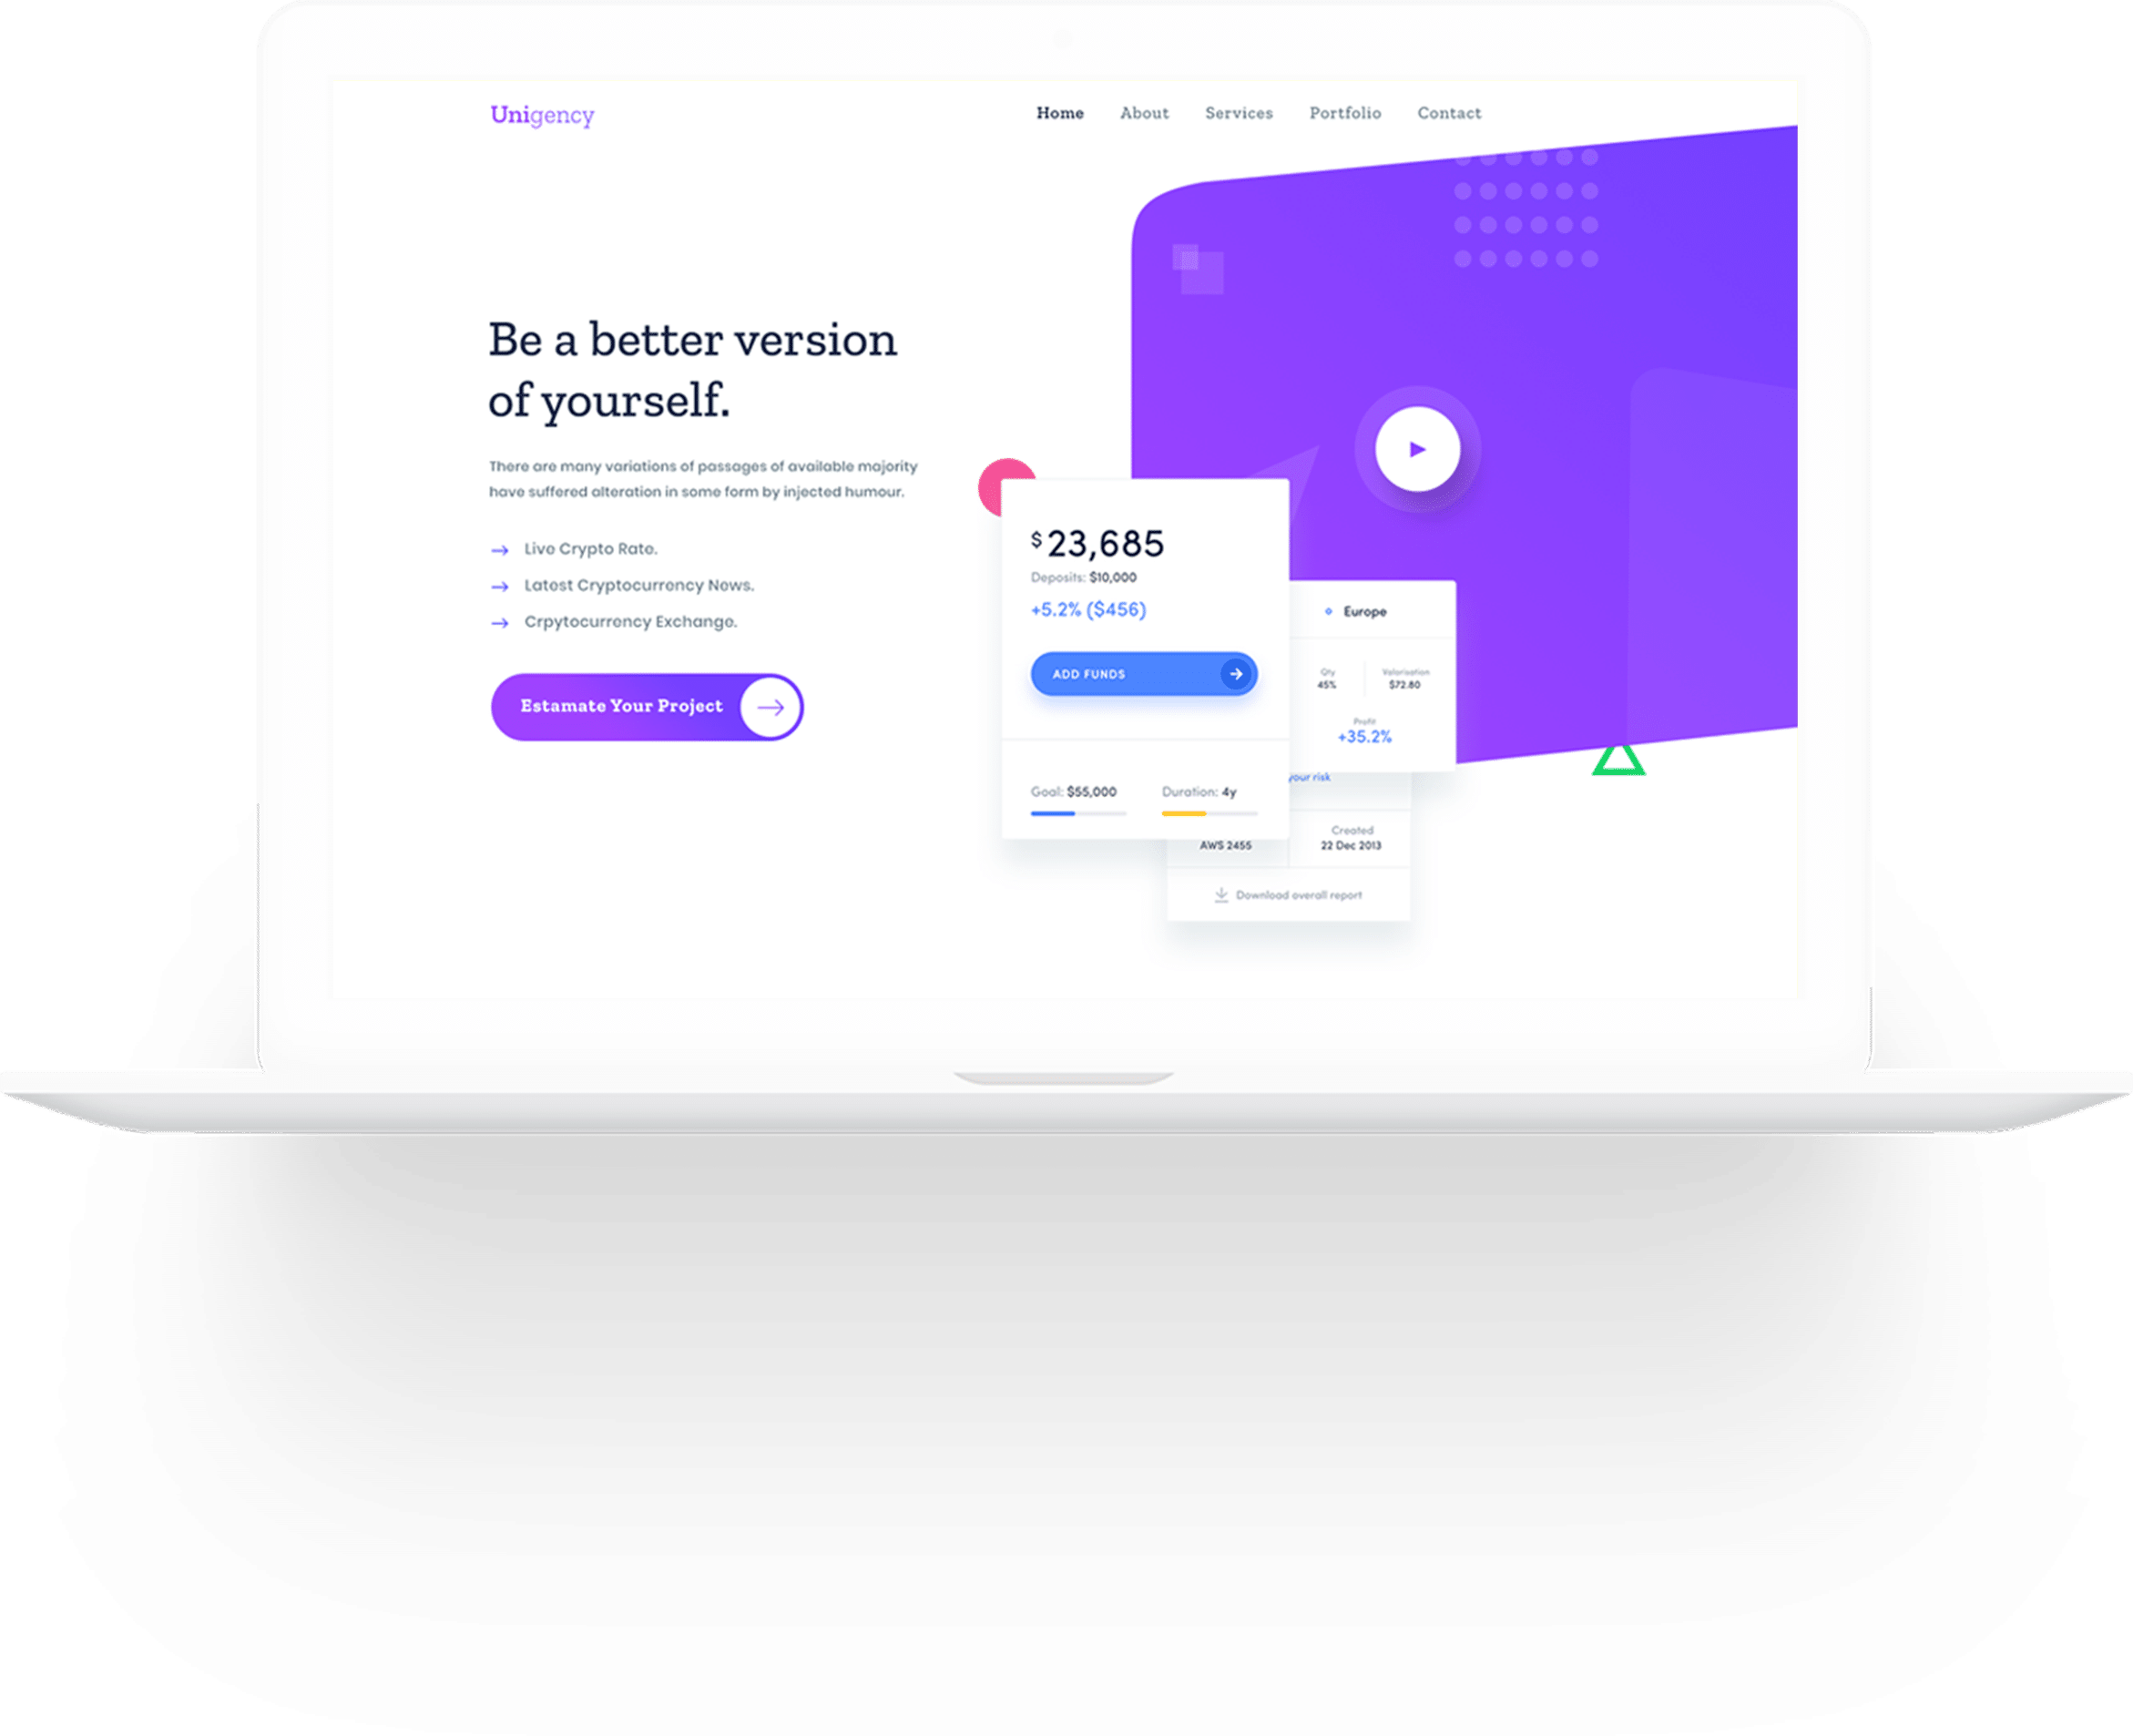 Unigency
Home About Services Portfolio Contact
Be a better version
of yourself.
There are many variations of passages of available majority
have suffered alteration in some form by injected humour.
Live Crypto Rate.
Latest Cryptocurrency News.
Crpytocurrency Exchange.
Estamate Your Project
$ 23,685
Deposits: $10,000
+5.2% ($456)
ADD FUNDS
Goal: $55,000 Duration: 4y
Europe
Qty Valorisation
45% $72.80
Profit
+35.2%
your risk
Created
AWS 2455 22 Dec 2013
Download overall report